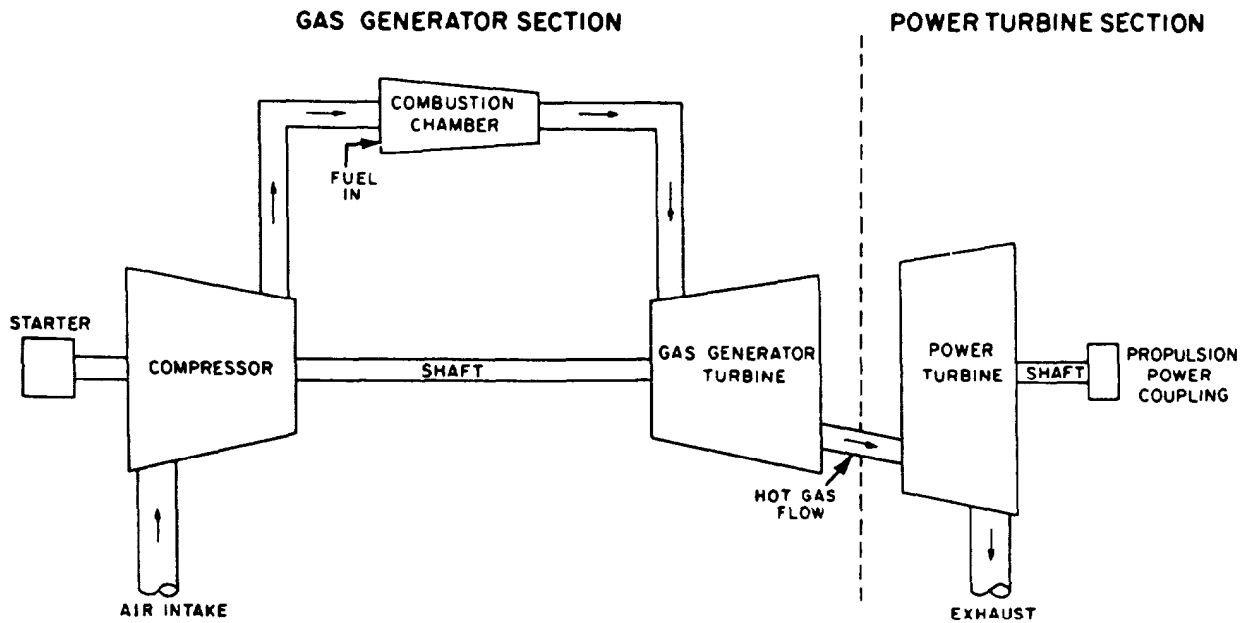 GAS GENERATOR SECTION
POWER TURBINE SECTION
COMBUSTION
CHAMBER
FUEL
IN
STARTER
COMPRESSOR
SHAFT
GAS GENERATOR
TURBINE
POWER
TURBINE
SHAFT
PROPULSION
POWER
COUPLING
HOT GAS
FLOW
AIR INTAKE
EXHAUST